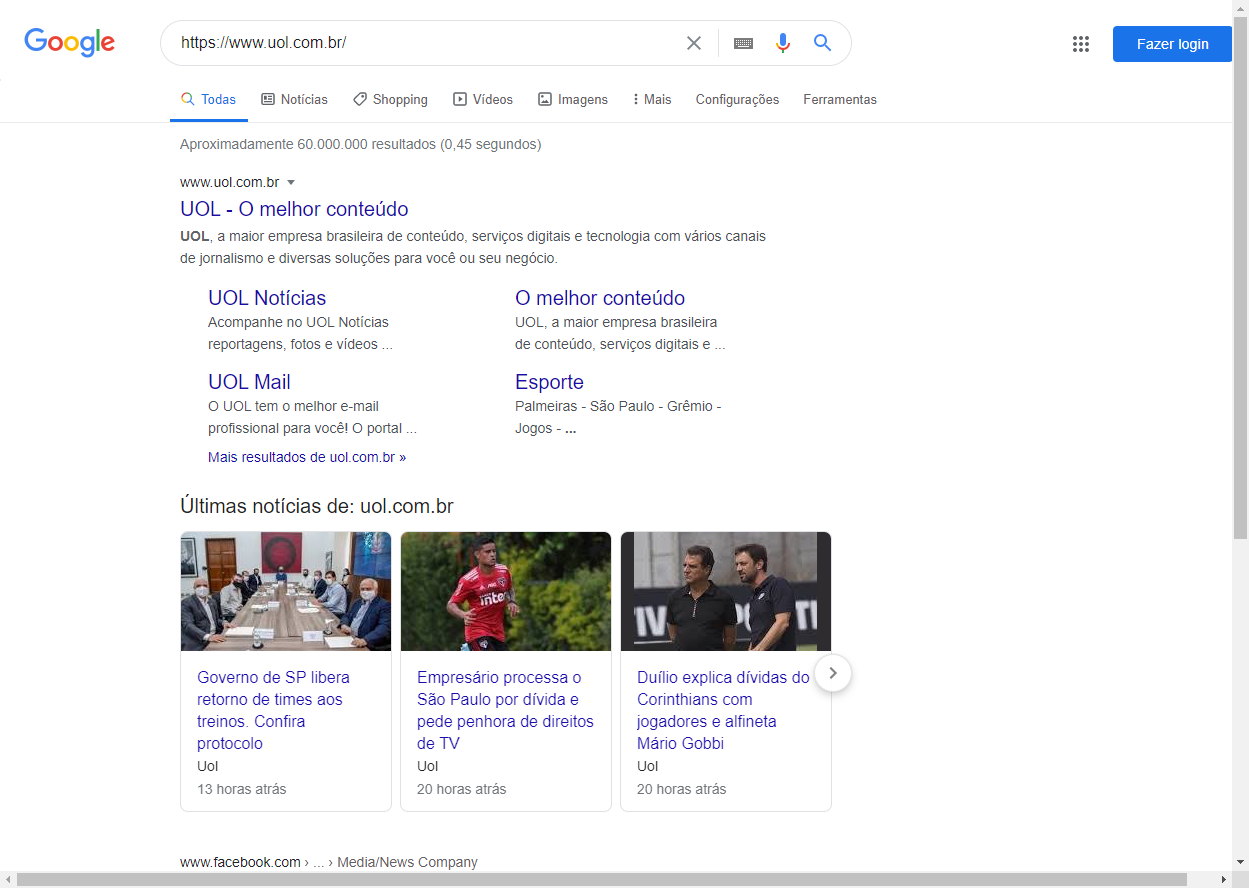 Google
https://www.uol.com.br/
Fazer login
Todas
Notícias
Shopping
Vídeos
Imagens
Mais
Configurações
Ferramentas
Aproximadamente 60.000.000 resultados (0,45 segundos)
www.uol.com.br
UOL - O melhor conteúdo
UOL, a maior empresa brasileira de conteúdo, serviços digitais e tecnologia com vários canais
de jornalismo e diversas soluções para você ou seu negócio.
UOL Notícias
Acompanhe no UOL Notícias
reportagens, fotos e vídeos ...
O melhor conteúdo
UOL, a maior empresa brasileira
de conteúdo, serviços digitais e ...
UOL Mail
O UOL tem o melhor e-mail
profissional para você! O portal ...
Esporte
Palmeiras - São Paulo - Grêmio -
Jogos - ...
Mais resultados de uol.com.br »
Últimas notícias de: uol.com.br
inter
Governo de SP libera
retorno de times aos
treinos. Confira
protocolo
Uol
13 horas atrás
Empresário processa o
São Paulo por dívida e
pede penhora de direitos
de TV
Uol
20 horas atrás
Duílio explica dívidas do
Corinthians com
jogadores e alfineta
Mário Gobbi
Uol
20 horas atrás
www.facebook.com › ... › Media/News Company